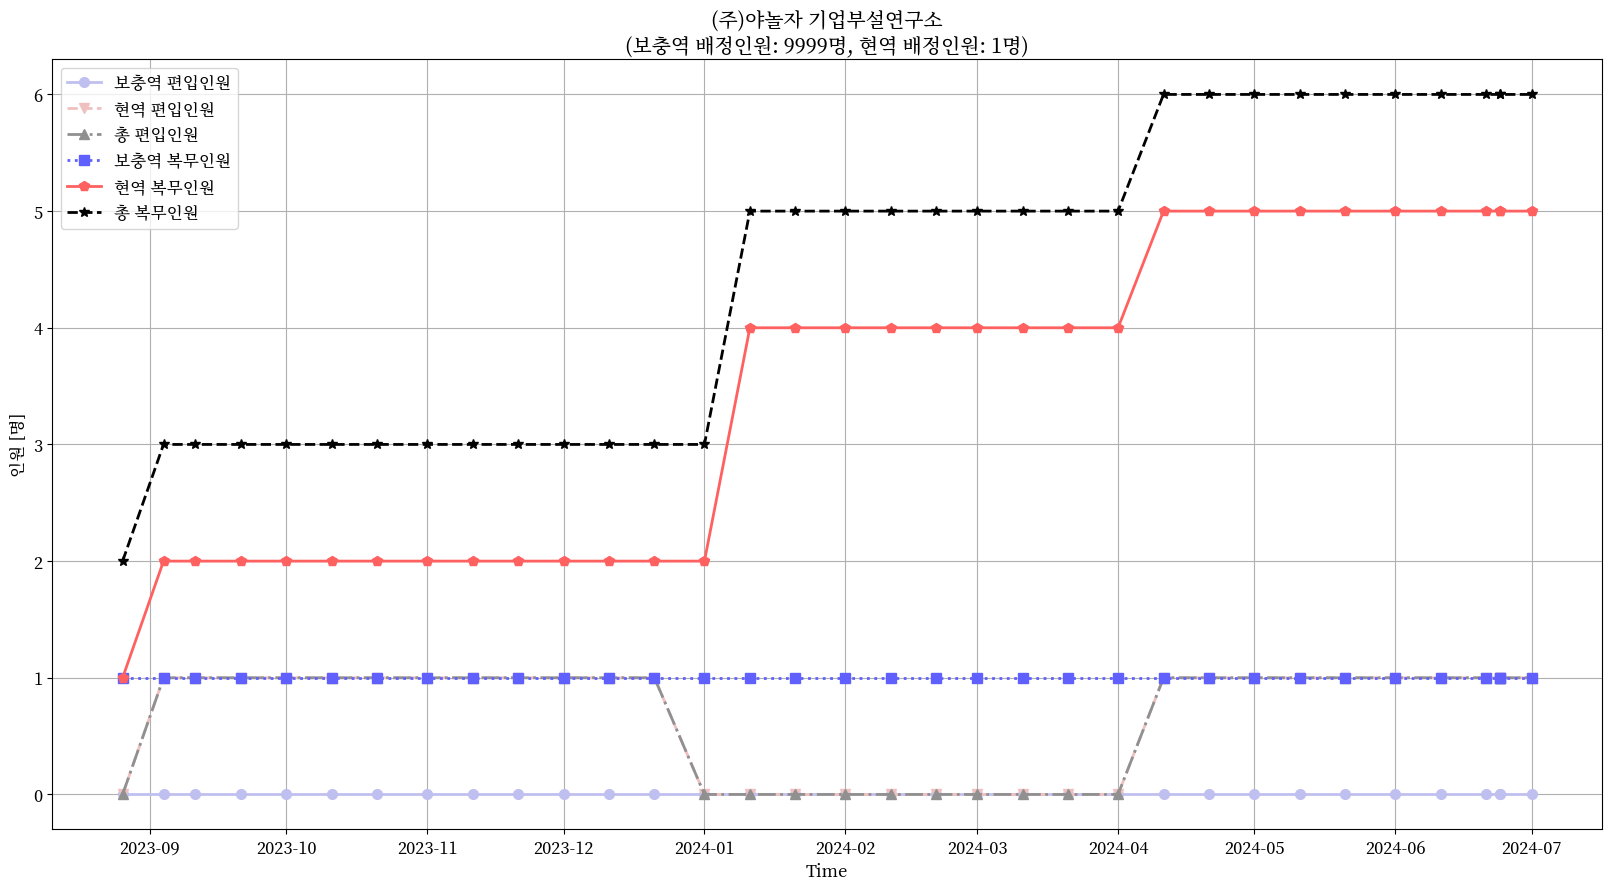 (주)야놀자 기업부설연구소
(보충역 배정인원: 9999명, 현역 배정인원: 1명)
보충역 편입인원
현역 편입인원
총 편입인원
보충역 복무인원
현역 복무인원
총 복무인원
인원 [명]
6
5
4
3
2
1
0
2023-09 2023-10 2023-11 2023-12 2024-01 2024-02 2024-03 2024-04 2024-05 2024-06 2024-07
Time